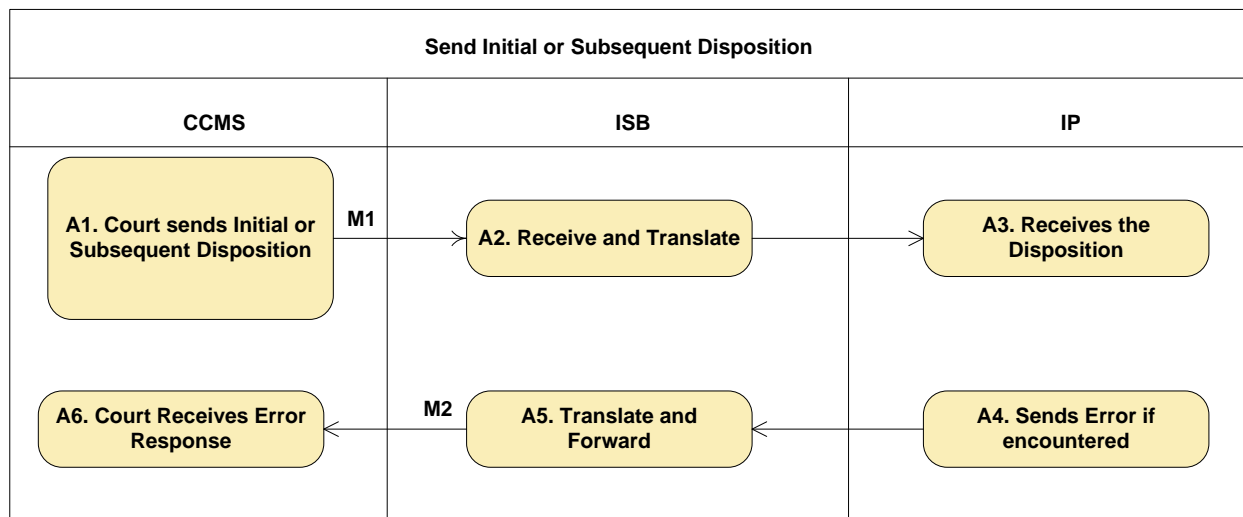 Send Initial or Subsequent Disposition
CCMS
ISB
IP
A1. Court sends Initial or
Subsequent Disposition
M1
A2. Receive and Translate
A3. Receives the
Disposition
A6. Court Receives Error
Response
M2
A5. Translate and
Forward
A4. Sends Error if
encountered